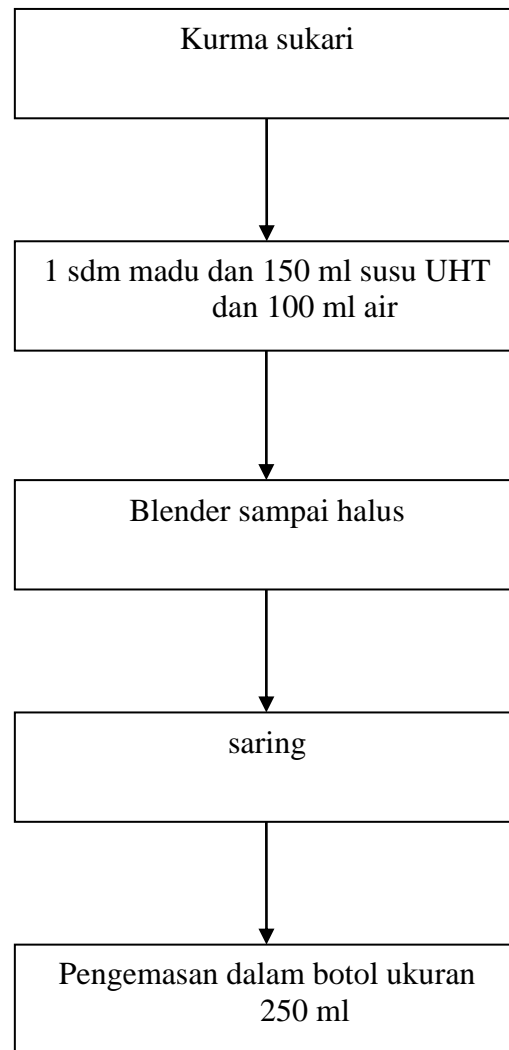 Kurma sukari
1 sdm madu dan 150 ml susu UHT
dan 100 ml air
Blender sampai halus
saring
Pengemasan dalam botol ukuran
250 ml